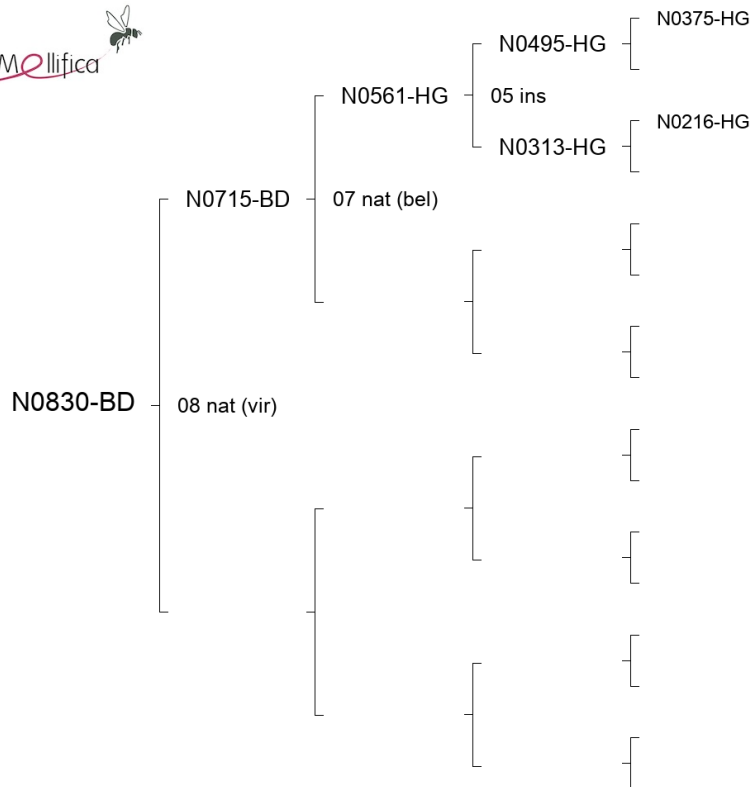 Mellifica
N0375-HG
N0495-HG
N0561-HG
05 ins
N0216-HG
N0313-HG
N0715-BD
07 nat (bel)
N0830-BD
08 nat (vir)